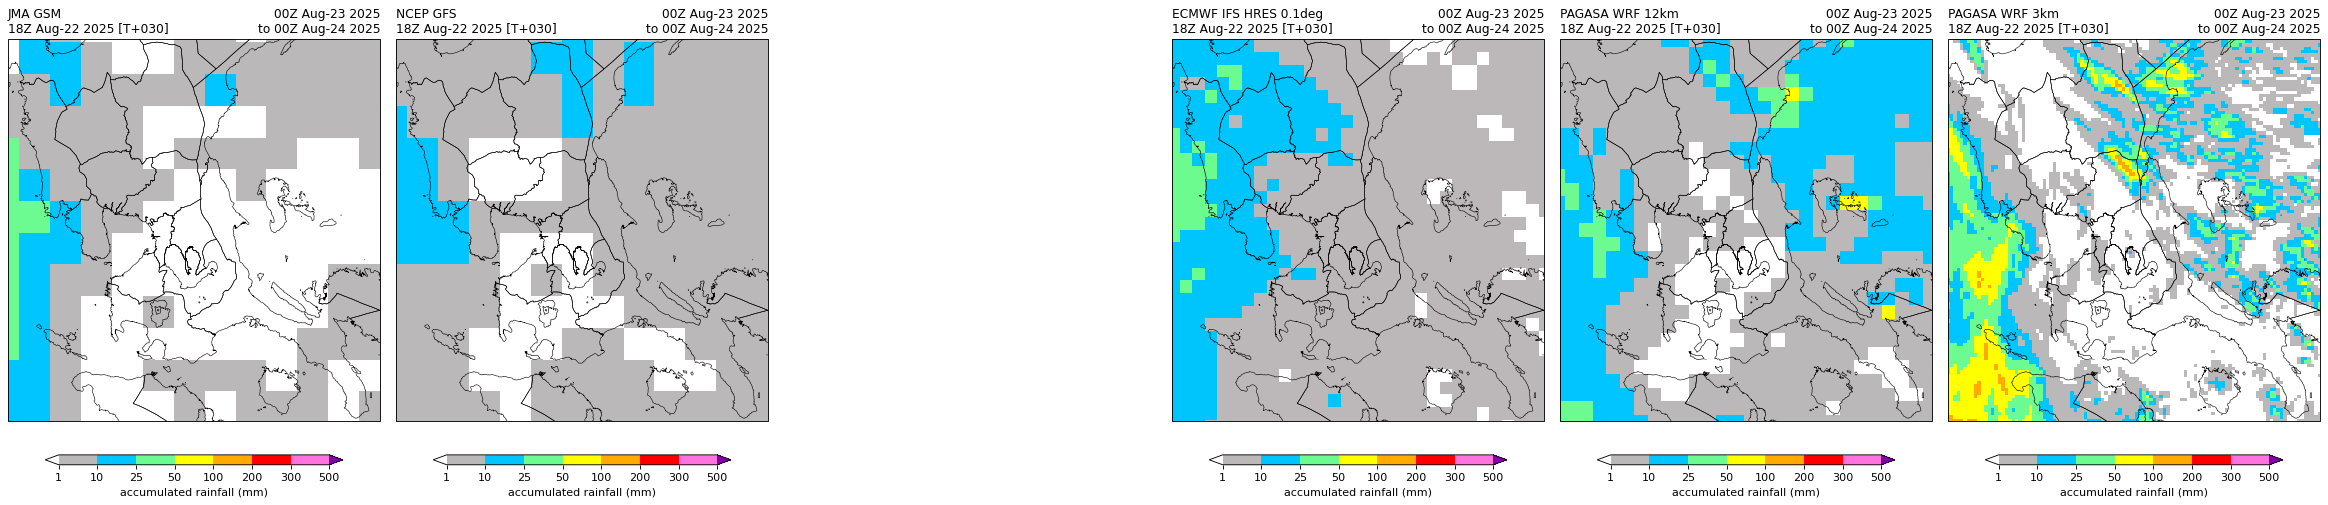 JMA GSM 00Z Aug-23 2025
18Z Aug-22 2025 [T+030] to 00Z Aug-24 2025
1 10 25 50 100 200 300 500
accumulated rainfall (mm)
NCEP GFS 00Z Aug-23 2025
18Z Aug-22 2025 [T+030] to 00Z Aug-24 2025
1 10 25 50 100 200 300 500
accumulated rainfall (mm)
ECMWF IFS HRES 0.1deg 00Z Aug-23 2025
18Z Aug-22 2025 [T+030] to 00Z Aug-24 2025
1 10 25 50 100 200 300 500
accumulated rainfall (mm)
PAGASA WRF 12km 00Z Aug-23 2025
18Z Aug-22 2025 [T+030] to 00Z Aug-24 2025
1 10 25 50 100 200 300 500
accumulated rainfall (mm)
PAGASA WRF 3km 00Z Aug-23 2025
18Z Aug-22 2025 [T+030] to 00Z Aug-24 2025
1 10 25 50 100 200 300 500
accumulated rainfall (mm)